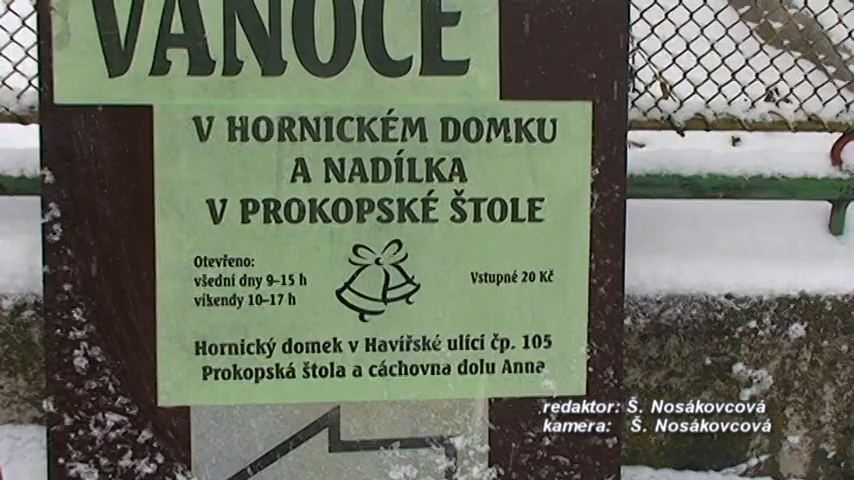 VÁNOCE
V HORNICKÉM DOMKU
A NADÍLKA
V PROKOPSKÉ ŠTOLE
Otevřeno:
všední dny 9–15 h
víkendy 10–17 h
Vstupné 20 Kč
Hornický domek v Havířské ulící čp. 105
Prokopská štola a cáchovna dolu Anna
redaktor: Š. Nosákovcová
kamera: Š. Nosákovcová